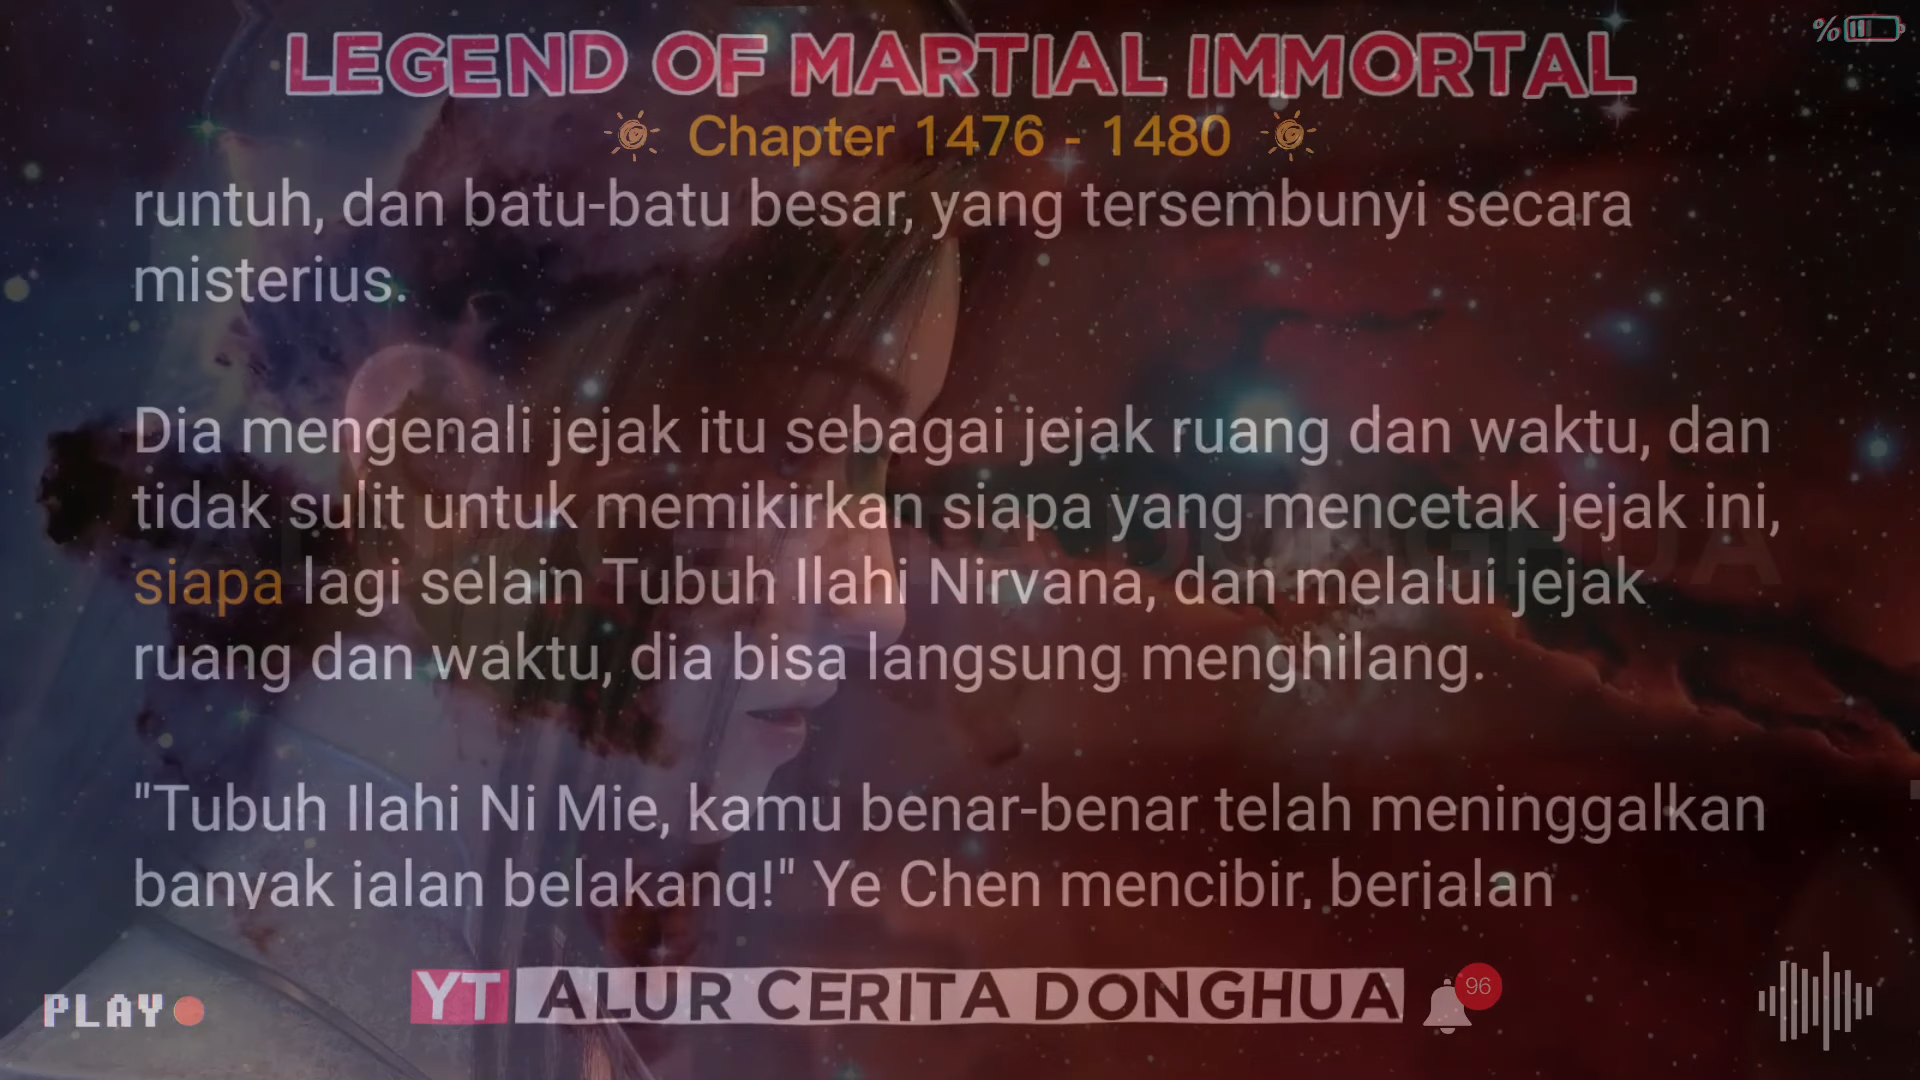 %
LEGEND OF MARTIAL IMMORTAL
Chapter 1476 - 1480
runtuh, dan batu-batu besar, yang tersembunyi secara
misterius.
Dia mengenali jejak itu sebagai jejak ruang dan waktu, dan
tidak sulit untuk memikirkan siapa yang mencetak jejak ini,
siapa lagi selain Tubuh Ilahi Nirvana, dan melalui jejak
ruang dan waktu, dia bisa langsung menghilang.
"Tubuh Ilahi Ni Mie, kamu benar-benar telah meninggalkan
banyak jalan belakang!" Ye Chen mencibir, berjalan
PLAY
YT ALUR CERITA DONGHUA
96